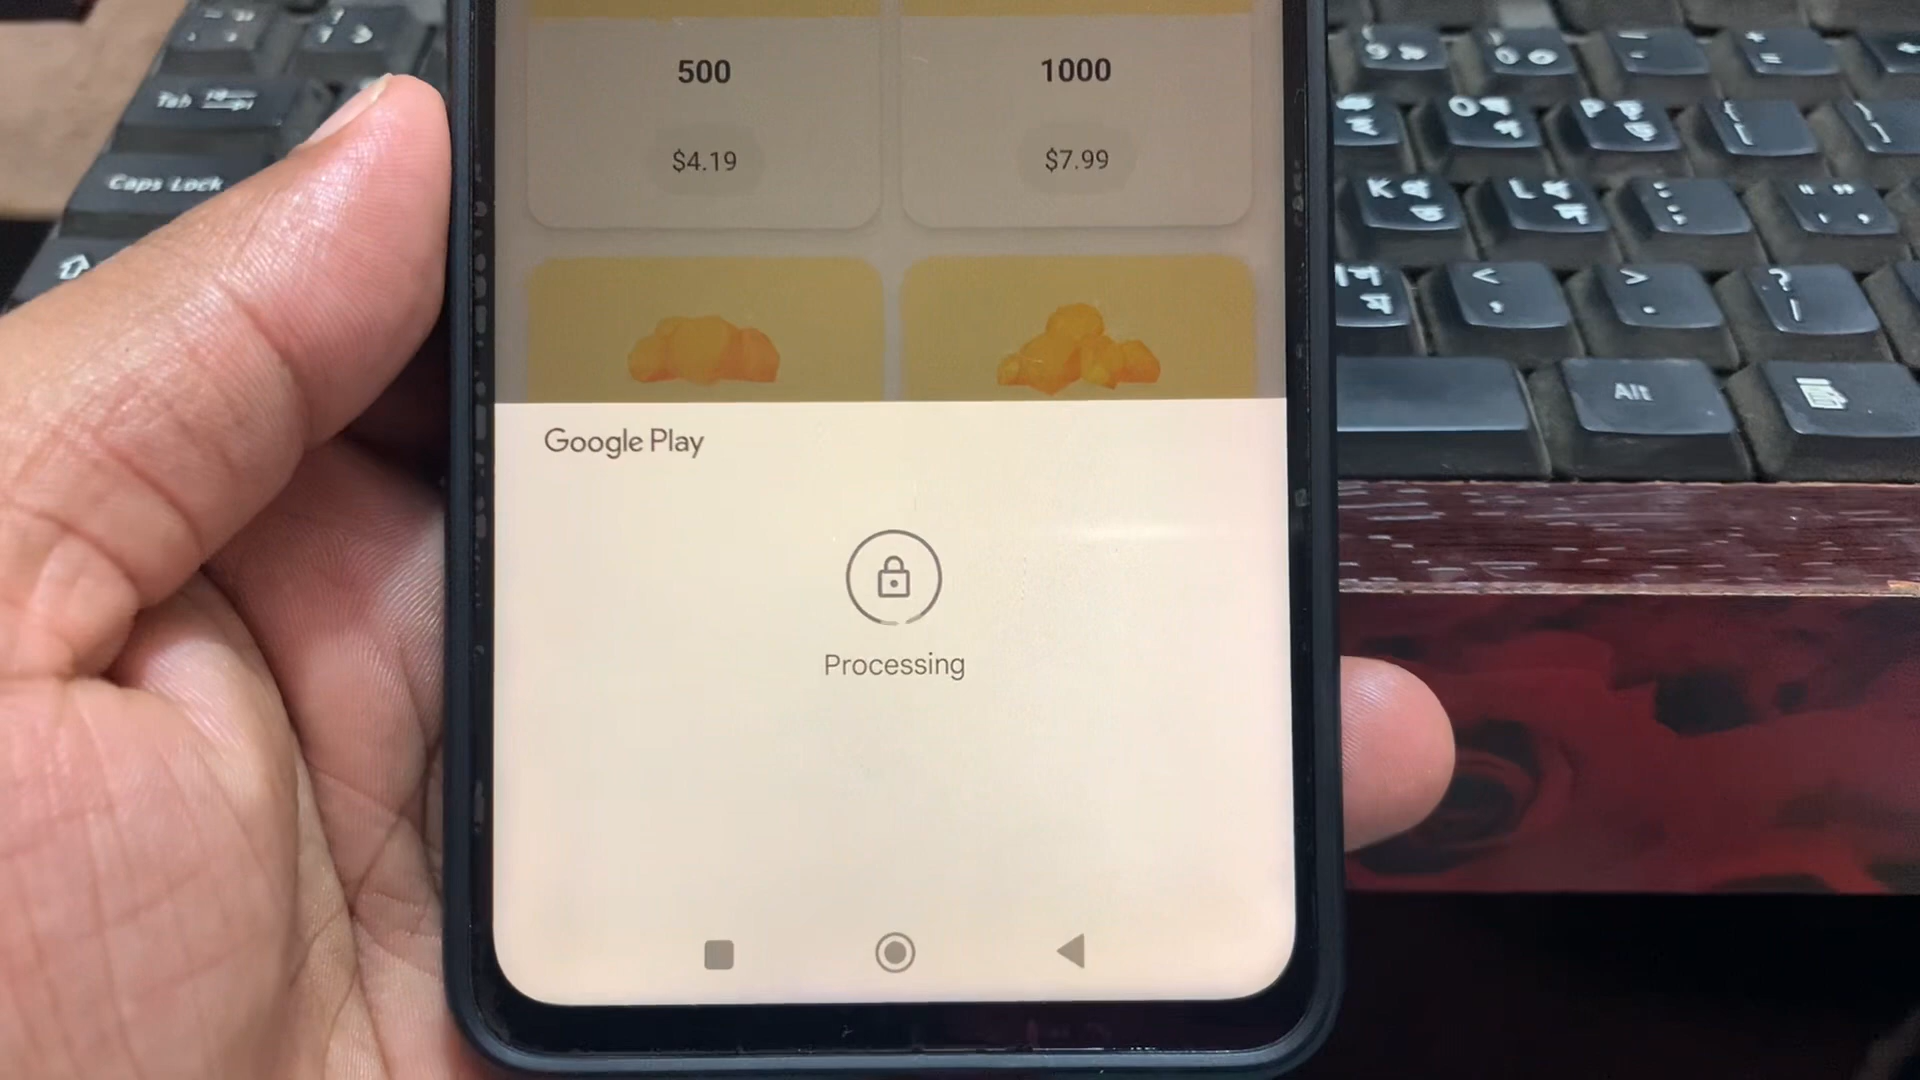 500
1000
$4.19
$7.99
Google Play
Processing
Tab
Caps Lock
O
P
K
L
< ,
> .
? /
Alt